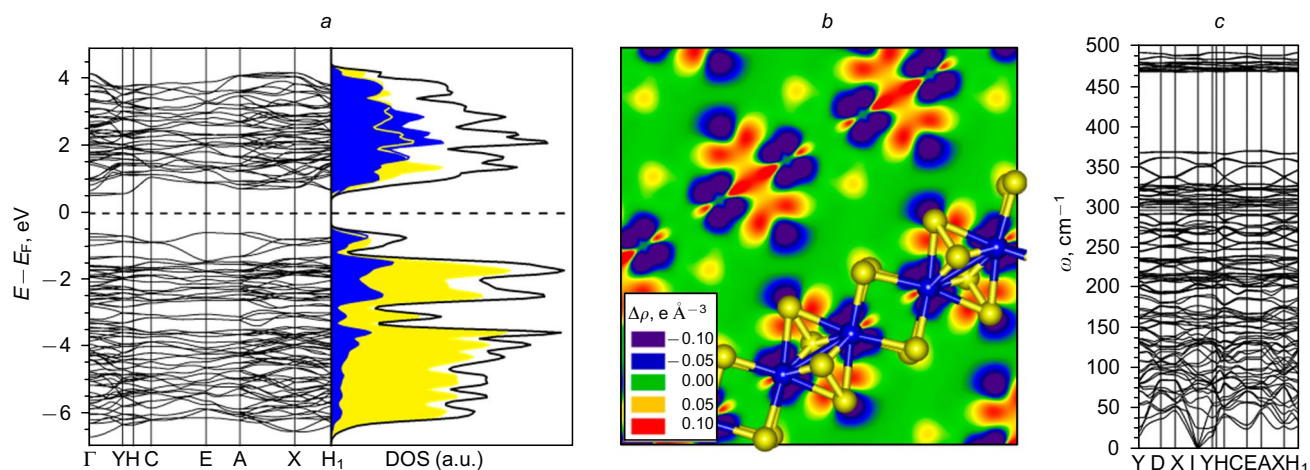 a
b
c
4
2
0
−2
−4
−6
E−E_F, eV
Γ YH C E A X H₁
DOS (a.u.)
Δρ, e Å⁻³
−0.10
−0.05
0.00
0.05
0.10
500
450
400
350
300
250
200
150
100
50
0
ω, cm⁻¹
Y D X I YHCEAXH₁